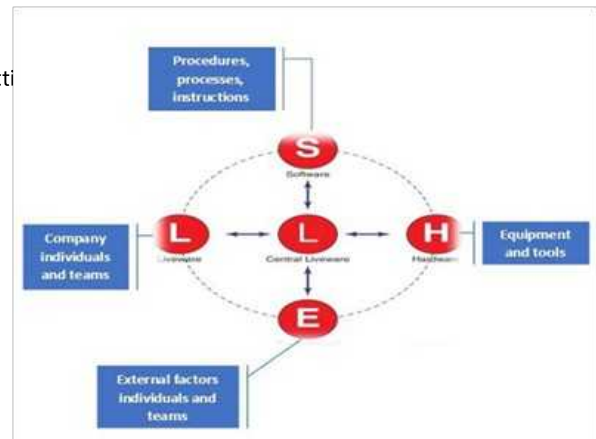 Procedures,
processes,
instructions
S
Software
L
L
H
Central Liveware
Company
individuals
and teams
Equipment
and tools
E
External factors
individuals and
teams